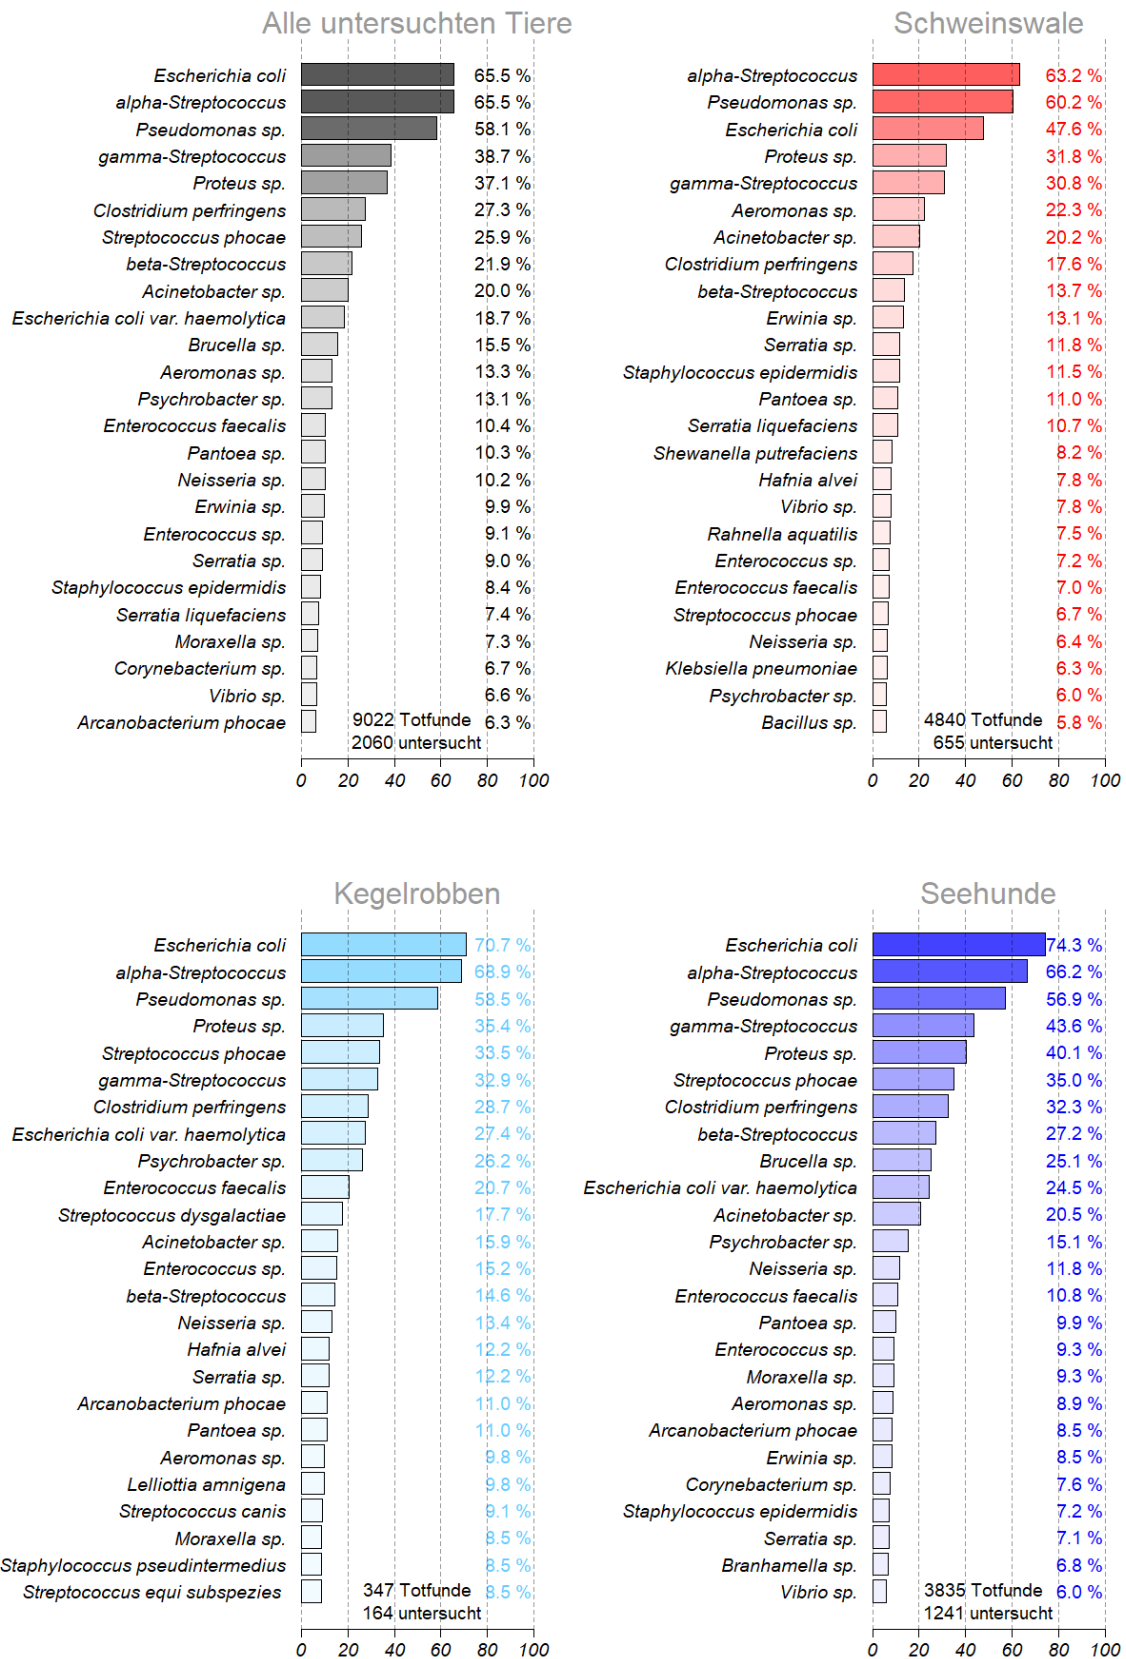 Alle untersuchten Tiere
Escherichia coli 65.5 %
alpha-Streptococcus 65.5 %
Pseudomonas sp. 58.1 %
gamma-Streptococcus 38.7 %
Proteus sp. 37.1 %
Clostridium perfringens 27.3 %
Streptococcus phocae 25.9 %
beta-Streptococcus 21.9 %
Acinetobacter sp. 20.0 %
Escherichia coli var. haemolytica 18.7 %
Brucella sp. 15.5 %
Aeromonas sp. 13.3 %
Psychrobacter sp. 13.1 %
Enterococcus faecalis 10.4 %
Pantoea sp. 10.3 %
Neisseria sp. 10.2 %
Erwinia sp. 9.9 %
Enterococcus sp. 9.1 %
Serratia sp. 9.0 %
Staphylococcus epidermidis 8.4 %
Serratia liquefaciens 7.4 %
Moraxella sp. 7.3 %
Corynebacterium sp. 6.7 %
Vibrio sp. 6.6 %
Arcanobacterium phocae 6.3 %
9022 Totfunde
2060 untersucht
0 20 40 60 80 100
Schweinswale
alpha-Streptococcus 63.2 %
Pseudomonas sp. 60.2 %
Escherichia coli 47.6 %
Proteus sp. 31.8 %
gamma-Streptococcus 30.8 %
Aeromonas sp. 22.3 %
Acinetobacter sp. 20.2 %
Clostridium perfringens 17.6 %
beta-Streptococcus 13.7 %
Erwinia sp. 13.1 %
Serratia sp. 11.8 %
Staphylococcus epidermidis 11.5 %
Pantoea sp. 11.0 %
Serratia liquefaciens 10.7 %
Shewanella putrefaciens 8.2 %
Hafnia alvei 7.8 %
Vibrio sp. 7.8 %
Rahnella aquatilis 7.5 %
Enterococcus sp. 7.2 %
Enterococcus faecalis 7.0 %
Streptococcus phocae 6.7 %
Neisseria sp. 6.4 %
Klebsiella pneumoniae 6.3 %
Psychrobacter sp. 6.0 %
Bacillus sp. 5.8 %
4840 Totfunde
655 untersucht
0 20 40 60 80 100
Kegelrobben
Escherichia coli 70.7 %
alpha-Streptococcus 68.9 %
Pseudomonas sp. 58.5 %
Proteus sp. 35.4 %
Streptococcus phocae 33.5 %
gamma-Streptococcus 32.9 %
Clostridium perfringens 28.7 %
Escherichia coli var. haemolytica 27.4 %
Psychrobacter sp. 26.2 %
Enterococcus faecalis 20.7 %
Streptococcus dysgalactiae 17.7 %
Acinetobacter sp. 15.9 %
Enterococcus sp. 15.2 %
beta-Streptococcus 14.6 %
Neisseria sp. 13.4 %
Hafnia alvei 12.2 %
Serratia sp. 12.2 %
Arcanobacterium phocae 11.0 %
Pantoea sp. 11.0 %
Aeromonas sp. 9.8 %
Lelliottia amnigena 9.8 %
Streptococcus canis 9.1 %
Moraxella sp. 8.5 %
Staphylococcus pseudintermedius 8.5 %
Streptococcus equi subspezies 8.5 %
347 Totfunde
164 untersucht
0 20 40 60 80 100
Seehunde
Escherichia coli 74.3 %
alpha-Streptococcus 66.2 %
Pseudomonas sp. 56.9 %
gamma-Streptococcus 43.6 %
Proteus sp. 40.1 %
Streptococcus phocae 35.0 %
Clostridium perfringens 32.3 %
beta-Streptococcus 27.2 %
Brucella sp. 25.1 %
Escherichia coli var. haemolytica 24.5 %
Acinetobacter sp. 20.5 %
Psychrobacter sp. 15.1 %
Neisseria sp. 11.8 %
Enterococcus faecalis 10.8 %
Pantoea sp. 9.9 %
Enterococcus sp. 9.3 %
Moraxella sp. 9.3 %
Aeromonas sp. 8.9 %
Arcanobacterium phocae 8.5 %
Erwinia sp. 8.5 %
Corynebacterium sp. 7.6 %
Staphylococcus epidermidis 7.2 %
Serratia sp. 7.1 %
Branhamella sp. 6.8 %
Vibrio sp. 6.0 %
3835 Totfunde
1241 untersucht
0 20 40 60 80 100